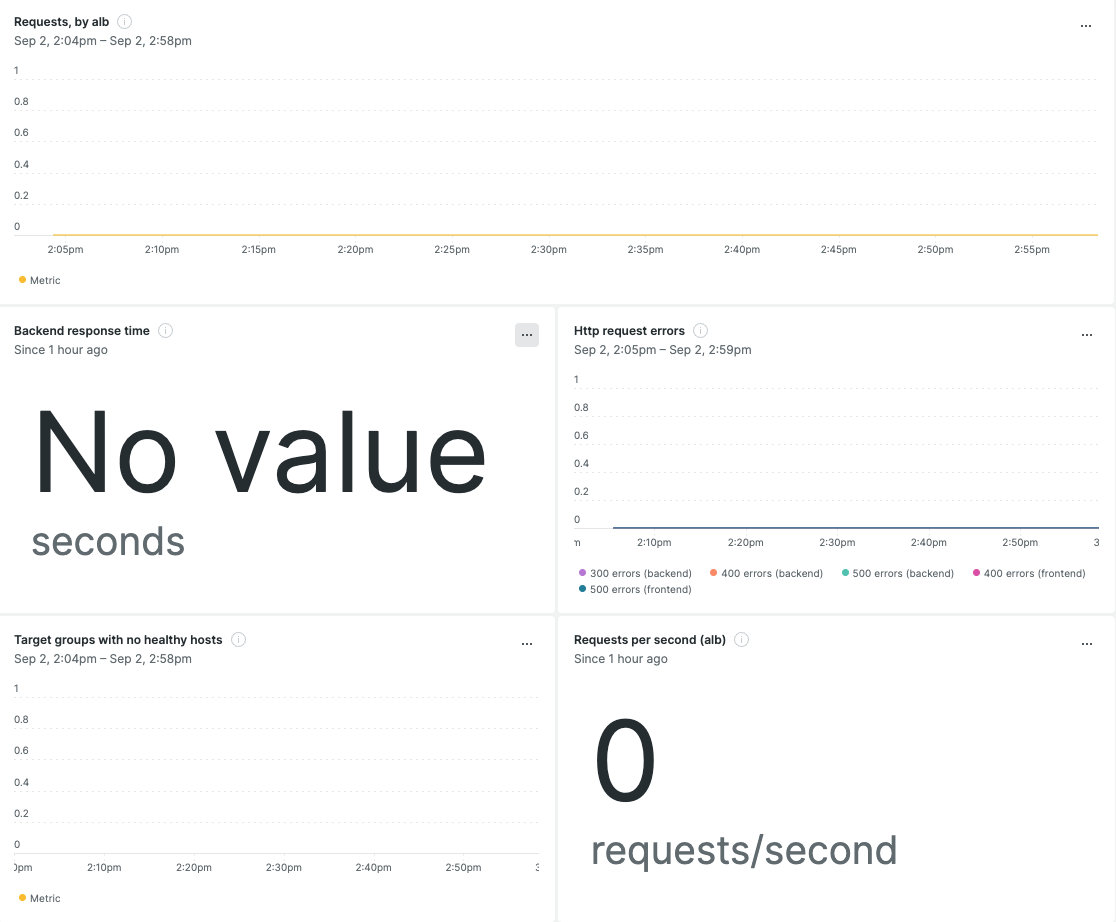 Requests, by alb
...
Sep 2, 2:04pm – Sep 2, 2:58pm
1
0.8
0.6
0.4
0.2
0
2:05pm 2:10pm 2:15pm 2:20pm 2:25pm 2:30pm 2:35pm 2:40pm 2:45pm 2:50pm 2:55pm
Metric
Backend response time
...
Since 1 hour ago
No value
seconds
Http request errors
...
Sep 2, 2:05pm – Sep 2, 2:59pm
1
0.8
0.6
0.4
0.2
0
m 2:10pm 2:20pm 2:30pm 2:40pm 2:50pm 3
300 errors (backend) 400 errors (backend) 500 errors (backend) 400 errors (frontend)
500 errors (frontend)
Target groups with no healthy hosts
...
Sep 2, 2:04pm – Sep 2, 2:58pm
1
0.8
0.6
0.4
0.2
0
0pm 2:10pm 2:20pm 2:30pm 2:40pm 2:50pm 3
Metric
Requests per second (alb)
...
Since 1 hour ago
0
requests/second